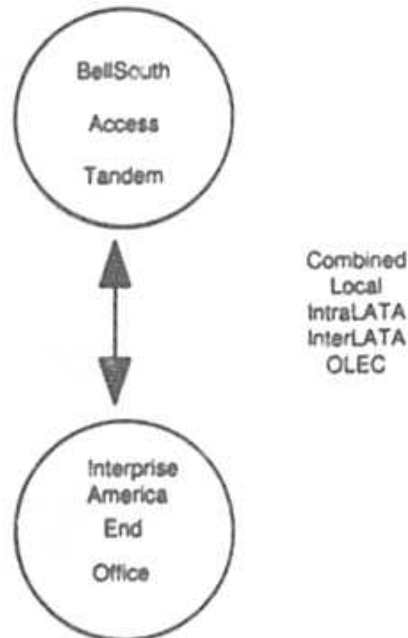 BellSouth
Access
Tandem
Combined
Local
IntraLATA
InterLATA
OLEC
Interprise
America
End
Office